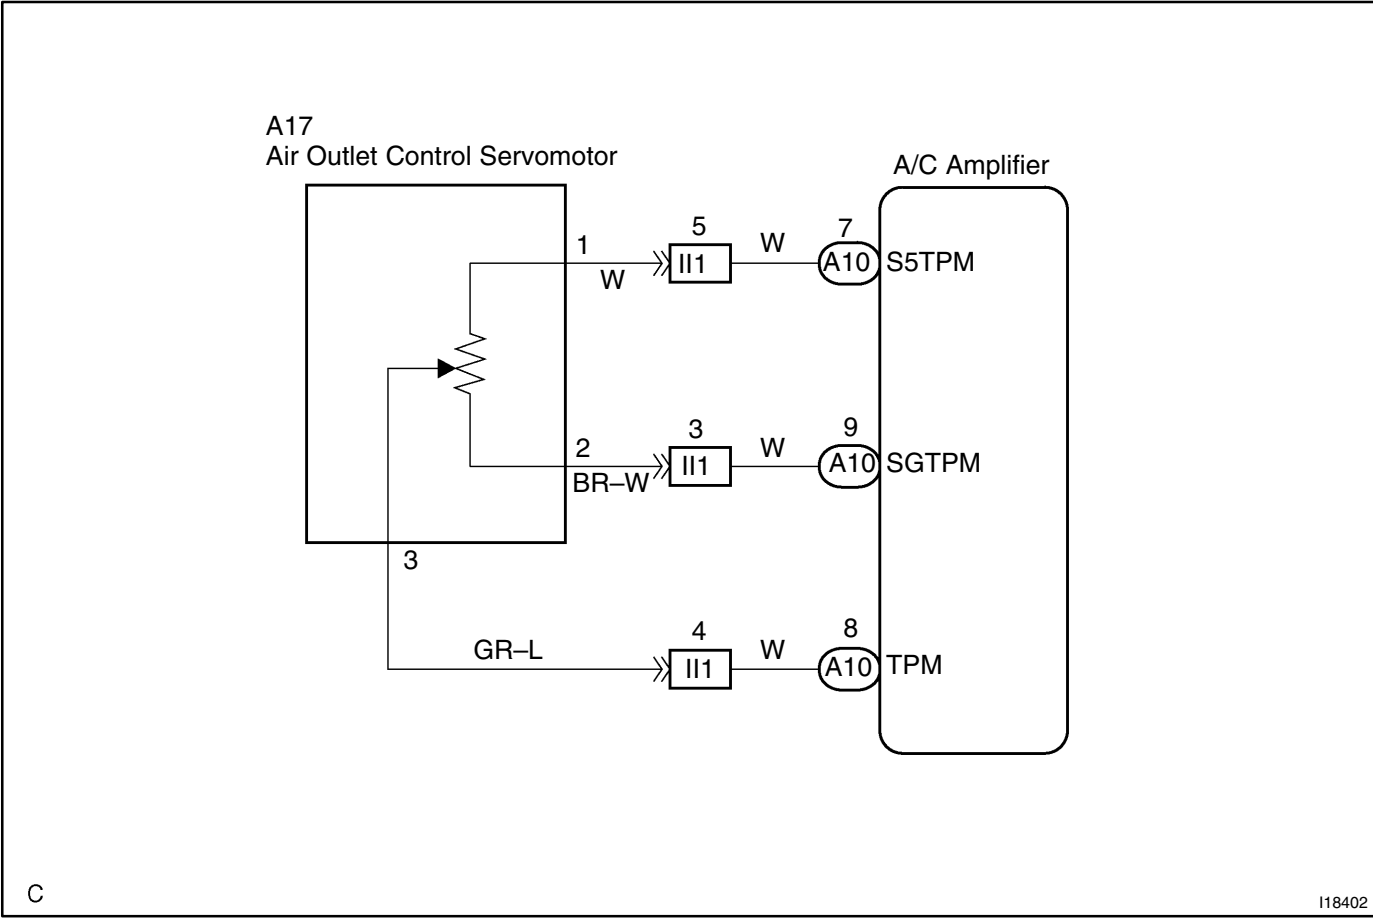 A17
Air Outlet Control Servomotor
A/C Amplifier
1
W
5
II1
W
7
A10
S5TPM
2
BR–W
3
II1
W
9
A10
SGTPM
3
GR–L
4
II1
W
8
A10
TPM
C
I18402